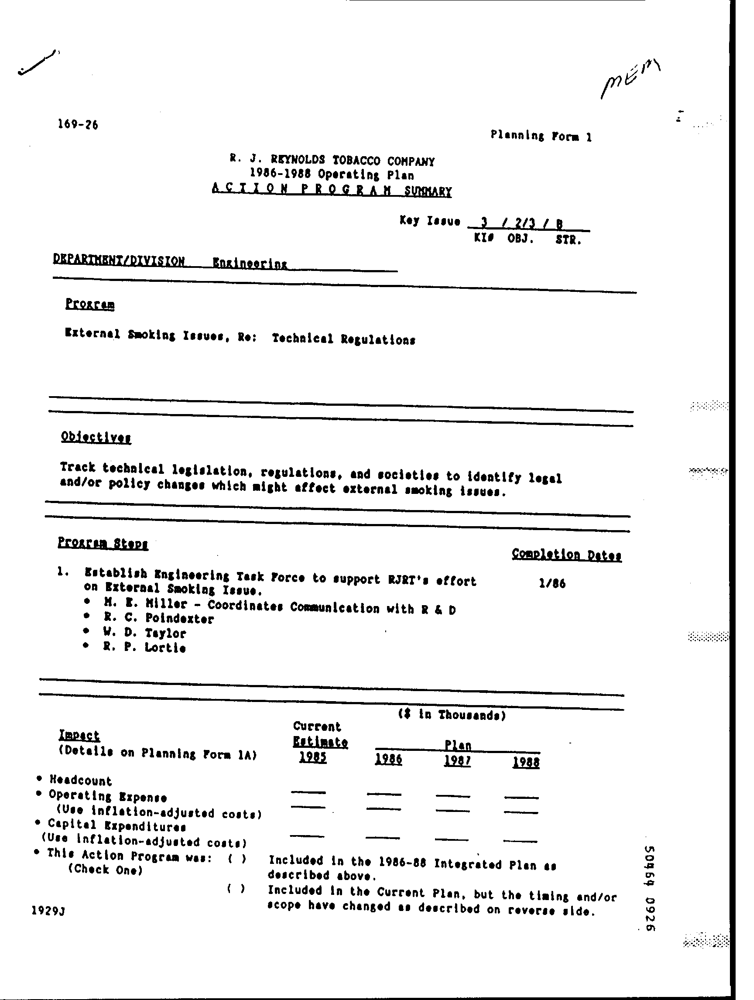 MEM
169-26
Planning Form 1
R. J. REYNOLDS TOBACCO COMPANY
1986-1988 Operating Plan
ACTION PROGRAM SUMMARY
Key Issue 3 / 2/3 / B
KI# OBJ. STR.
DEPARTMENT/DIVISION Engineering
Program
External Smoking Issues, Re: Technical Regulations
Objectives
Track technical legislation, regulations, and societies to identify legal
and/or policy changes which might affect external smoking issues.
Program Steps
Completion Dates
1. Establish Engineering Task Force to support RJRT's effort 1/86
on External Smoking Issue.
• M. E. Miller - Coordinates Communication with R & D
• R. C. Poindexter
• W. D. Taylor
• R. P. Lortie
($ in Thousands)
Current
Impact Estimate Plan
(Details on Planning Form 1A) 1985 1986 1987 1988
• Headcount
• Operating Expense
(Use inflation-adjusted costs)
• Capital Expenditures
(Use inflation-adjusted costs)
• This Action Program was: ( ) Included in the 1986-88 Integrated Plan as
(Check One) described above.
( ) Included in the Current Plan, but the timing and/or
scope have changed as described on reverse side.
1929J
50464 0926